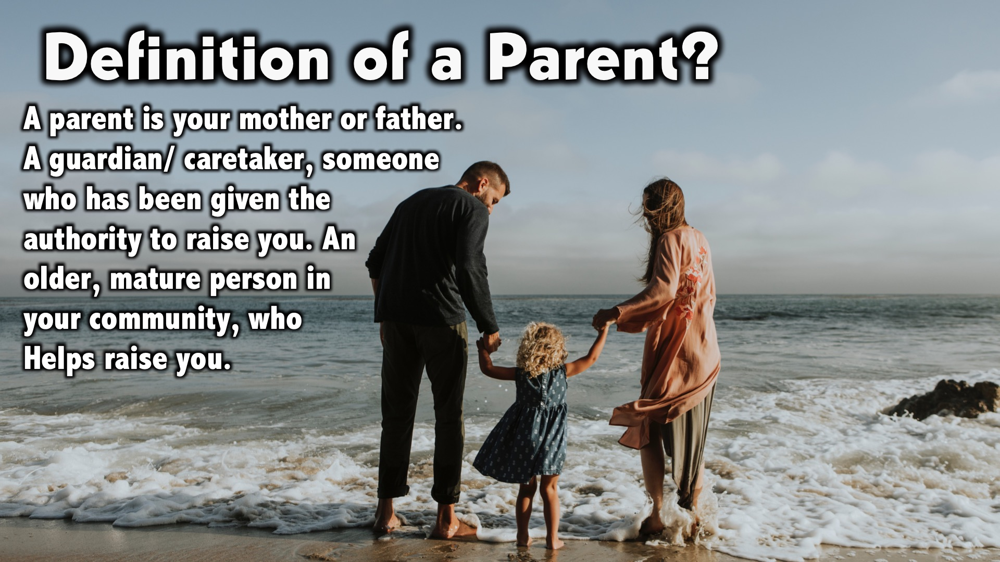 Definition of a Parent?
A parent is your mother or father.
A guardian/ caretaker, someone
who has been given the
authority to raise you. An
older, mature person in
your community, who
Helps raise you.